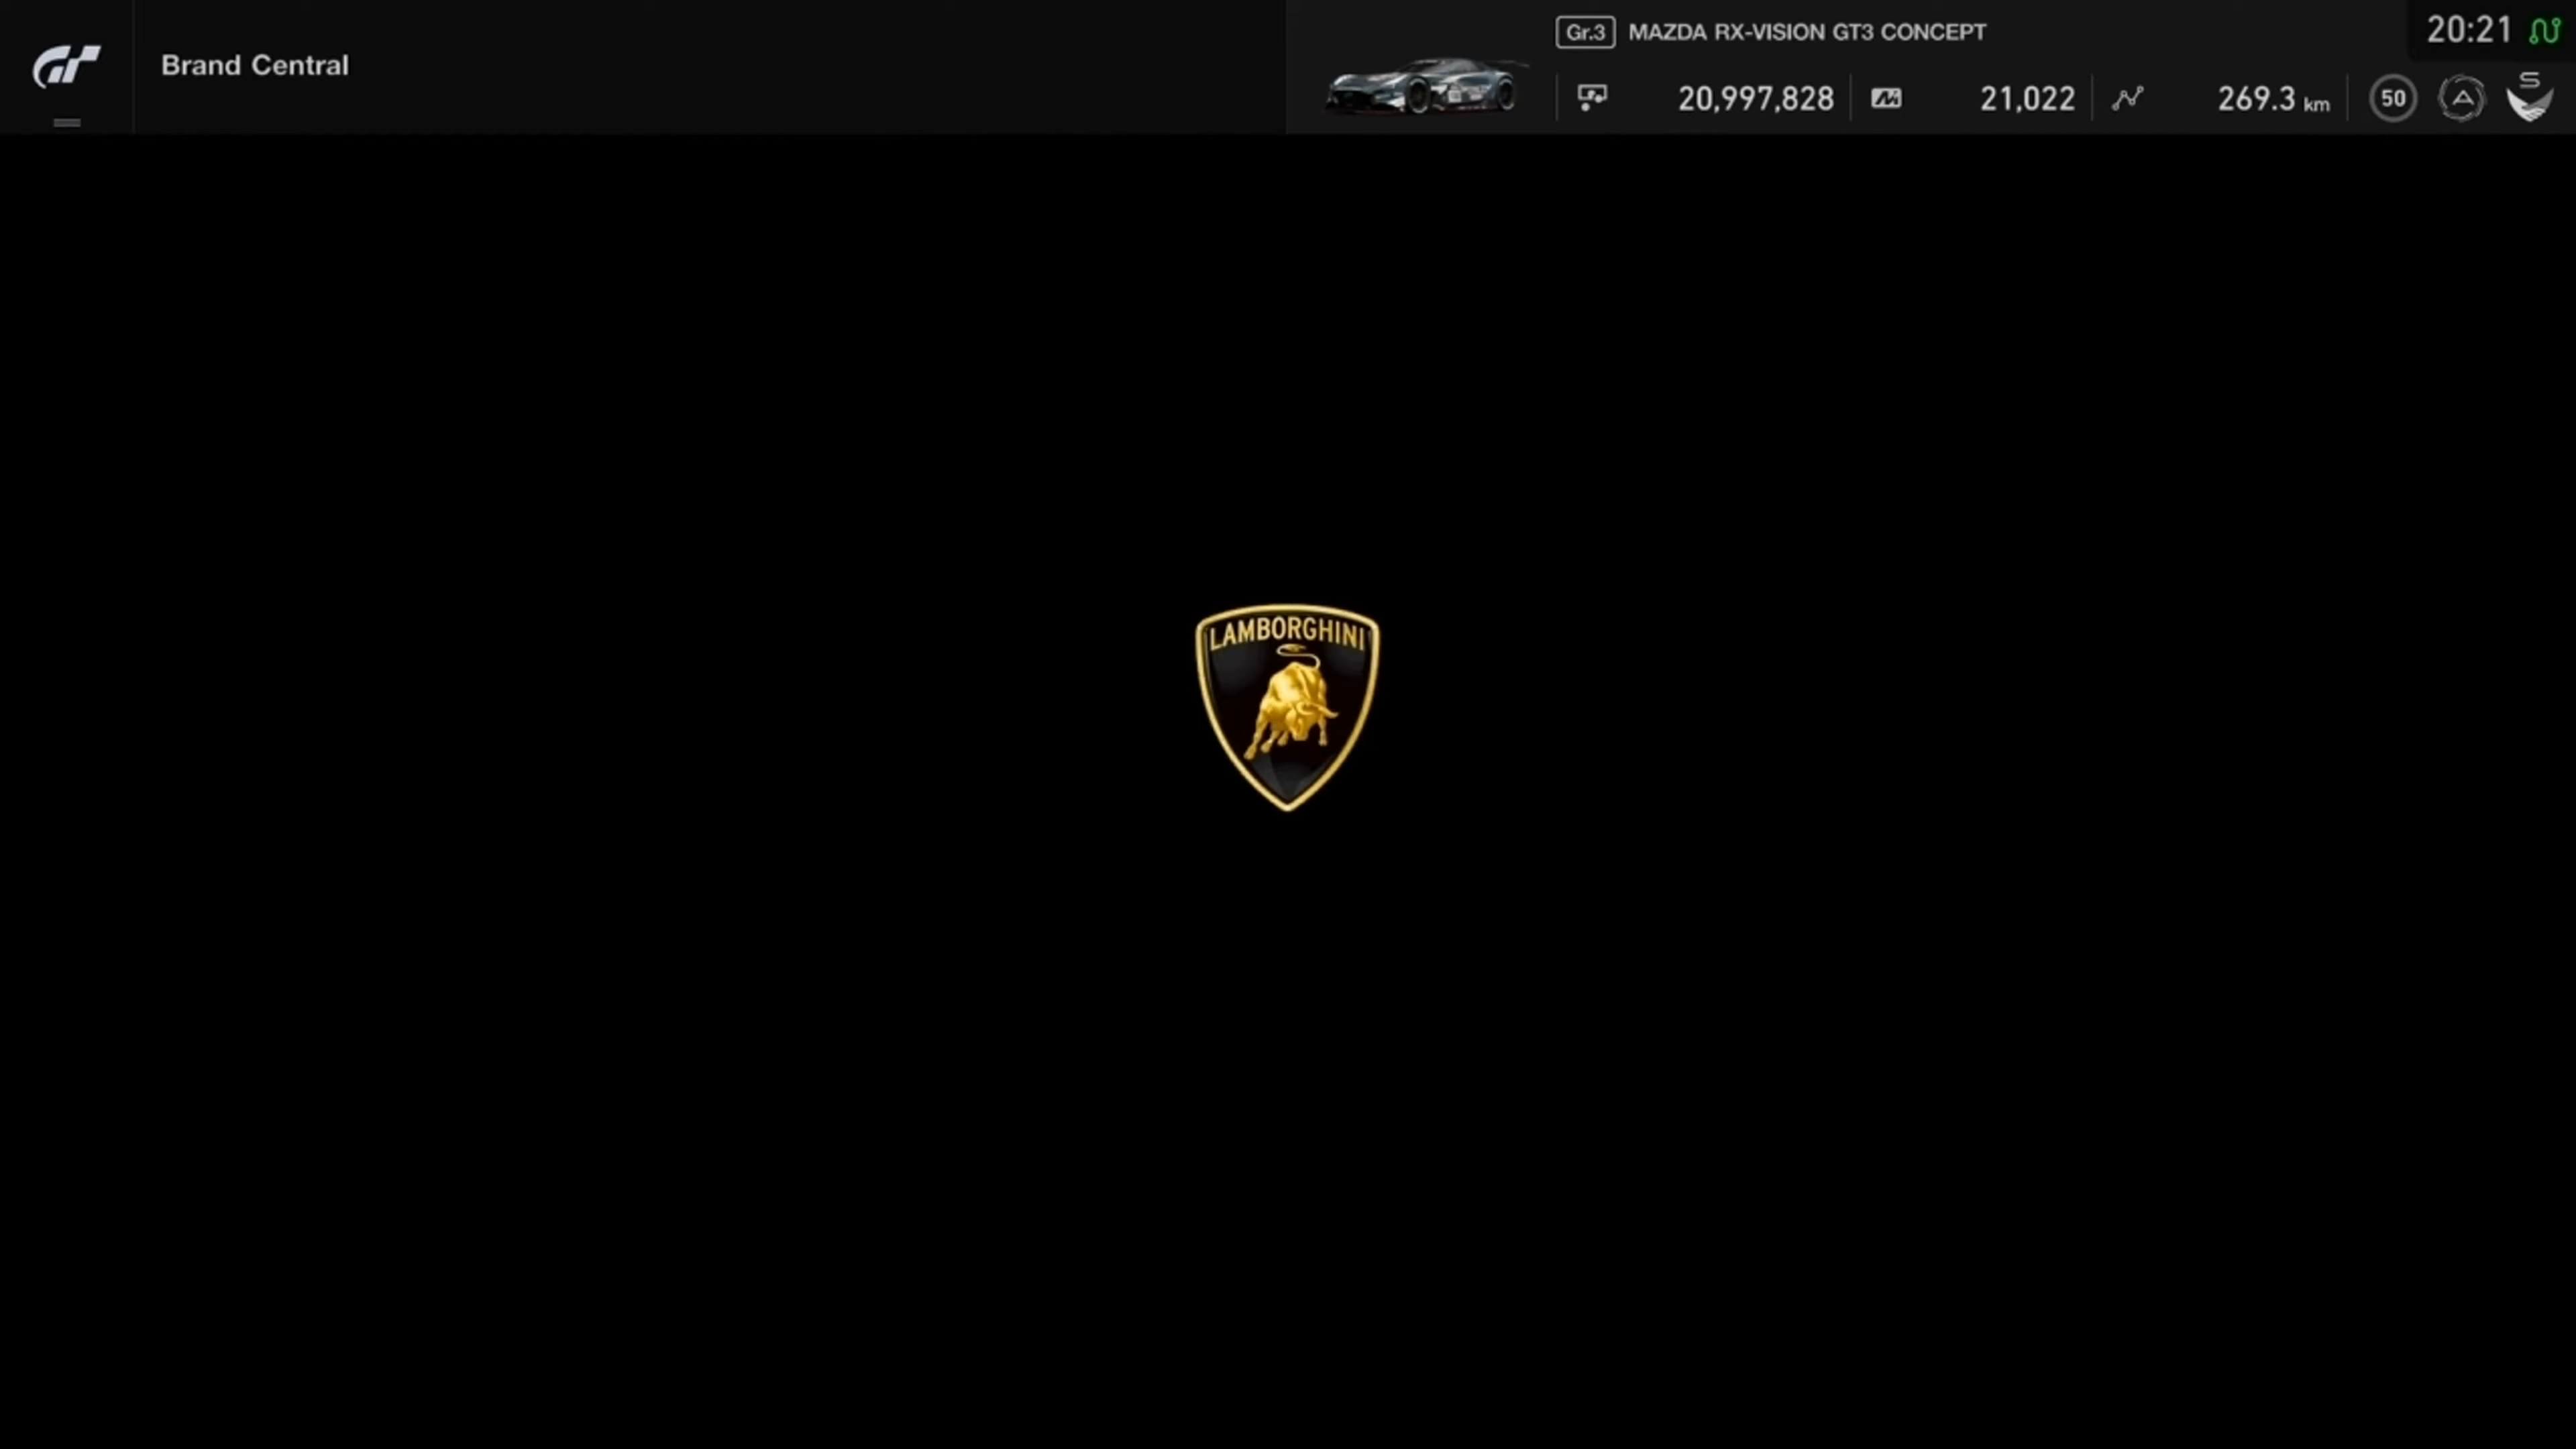 Brand Central
Gr.3 MAZDA RX-VISION GT3 CONCEPT
20:21
20,997,828
21,022
269.3 km
50
A
S
LAMBORGHINI